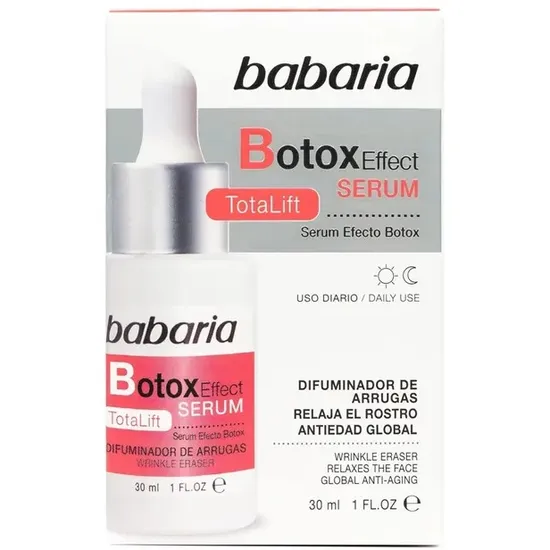 babaria
BotoxEffect
SERUM
TotaLift
Serum Efecto Botox
USO DIARIO / DAILY USE
DIFUMINADOR DE
ARRUGAS
RELAJA EL ROSTRO
ANTIEDAD GLOBAL
WRINKLE ERASER
RELAXES THE FACE
GLOBAL ANTI-AGING
30 ml 1 FL.OZ ℮
babaria
BotoxEffect
SERUM
TotaLift
Serum Efecto Botox
DIFUMINADOR DE ARRUGAS
WRINKLE ERASER
30 ml 1 FL.OZ ℮